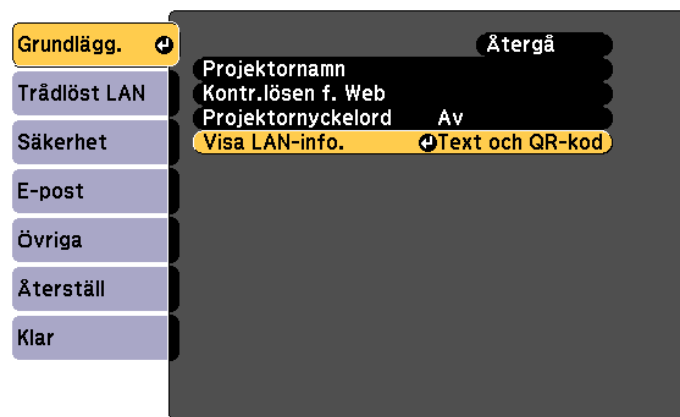 Grundlägg.
Trådlöst LAN
Säkerhet
E-post
Övriga
Återställ
Klar
Återgå
Projektornamn
Kontr.lösen f. Web
Projektornyckelord Av
Visa LAN-info. Text och QR-kod